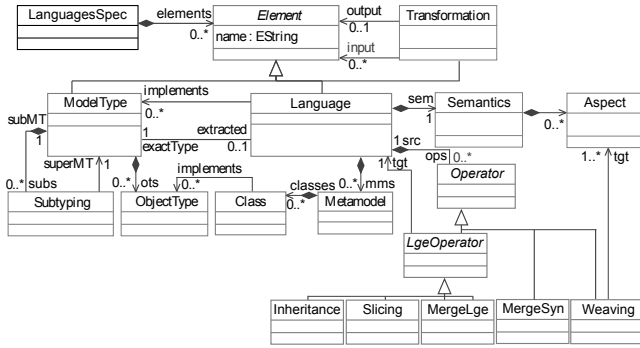 LanguagesSpec
elements
0..*
Element
name : EString
output
0..1
input
0..*
Transformation
ModelType
implements
0..*
Language
sem
1
Semantics
0..*
Aspect
subMT
1
1
exactType
extracted
0..1
1 src
ops
0..*
1..*
tgt
superMT
1
0..*
subs
0..*
ots
implements
0..*
classes
0..*
0..*
mms
1 tgt
Operator
Subtyping
ObjectType
Class
Metamodel
LgeOperator
Inheritance
Slicing
MergeLge
MergeSyn
Weaving